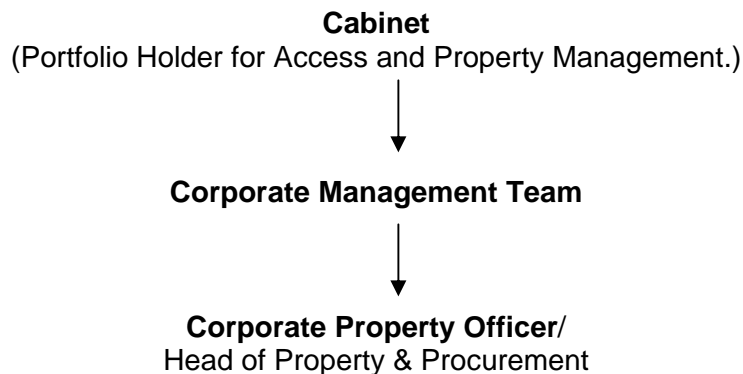 Cabinet
(Portfolio Holder for Access and Property Management.)
Corporate Management Team
Corporate Property Officer/
Head of Property & Procurement